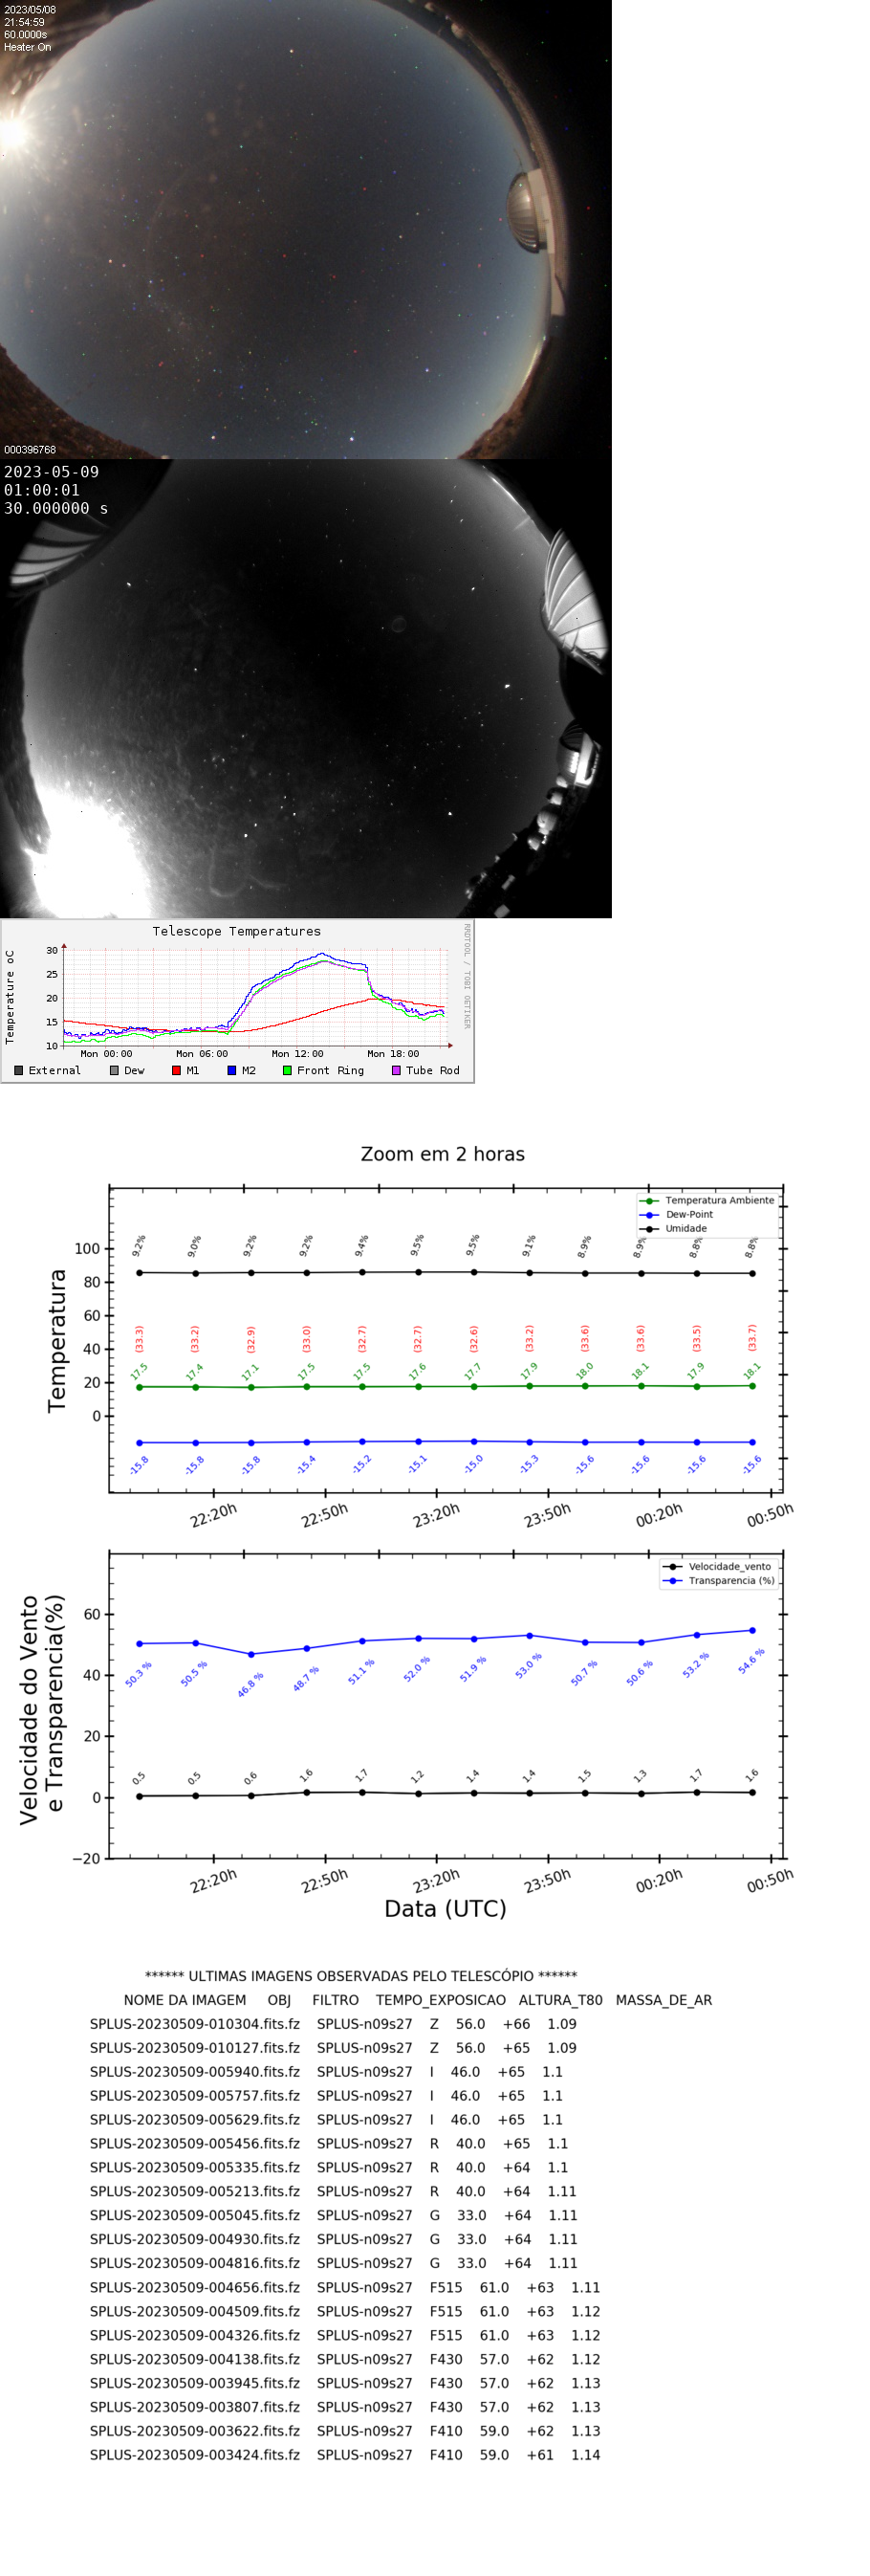 2023/05/08
21:54:59
60.0000s
Heater On
000396768
2023-05-09
01:00:01
30.000000 s
Telescope Temperatures
RRDTOOL / TOBI OETIKER
Temperature oC
30
25
20
15
10
Mon 00:00 Mon 06:00 Mon 12:00 Mon 18:00
External Dew M1 M2 Front Ring Tube Rod
Zoom em 2 horas
Temperatura Ambiente
Dew-Point
Umidade
Temperatura
100
80
60
40
20
0
9.2% 9.0% 9.2% 9.2% 9.4% 9.5% 9.5% 9.1% 8.9% 8.9% 8.8% 8.8%
(33.3) (33.2) (32.9) (33.0) (32.7) (32.7) (32.6) (33.2) (33.6) (33.6) (33.5) (33.7)
17.5 17.4 17.1 17.5 17.5 17.6 17.7 17.9 18.0 18.1 17.9 18.1
-15.8 -15.8 -15.8 -15.4 -15.2 -15.1 -15.0 -15.3 -15.6 -15.6 -15.6 -15.6
22:20h 22:50h 23:20h 23:50h 00:20h 00:50h
Velocidade_vento
Transparencia (%)
Velocidade do Vento
e Transparencia(%)
60
40
20
0
−20
50.3 % 50.5 % 46.8 % 48.7 % 51.1 % 52.0 % 51.9 % 53.0 % 50.7 % 50.6 % 53.2 % 54.6 %
0.5 0.5 0.6 1.6 1.7 1.2 1.4 1.4 1.5 1.3 1.7 1.6
22:20h 22:50h 23:20h 23:50h 00:20h 00:50h
Data (UTC)
****** ULTIMAS IMAGENS OBSERVADAS PELO TELESCÓPIO ******
NOME DA IMAGEM OBJ FILTRO TEMPO_EXPOSICAO ALTURA_T80 MASSA_DE_AR
SPLUS-20230509-010304.fits.fz SPLUS-n09s27 Z 56.0 +66 1.09
SPLUS-20230509-010127.fits.fz SPLUS-n09s27 Z 56.0 +65 1.09
SPLUS-20230509-005940.fits.fz SPLUS-n09s27 I 46.0 +65 1.1
SPLUS-20230509-005757.fits.fz SPLUS-n09s27 I 46.0 +65 1.1
SPLUS-20230509-005629.fits.fz SPLUS-n09s27 I 46.0 +65 1.1
SPLUS-20230509-005456.fits.fz SPLUS-n09s27 R 40.0 +65 1.1
SPLUS-20230509-005335.fits.fz SPLUS-n09s27 R 40.0 +64 1.1
SPLUS-20230509-005213.fits.fz SPLUS-n09s27 R 40.0 +64 1.11
SPLUS-20230509-005045.fits.fz SPLUS-n09s27 G 33.0 +64 1.11
SPLUS-20230509-004930.fits.fz SPLUS-n09s27 G 33.0 +64 1.11
SPLUS-20230509-004816.fits.fz SPLUS-n09s27 G 33.0 +64 1.11
SPLUS-20230509-004656.fits.fz SPLUS-n09s27 F515 61.0 +63 1.11
SPLUS-20230509-004509.fits.fz SPLUS-n09s27 F515 61.0 +63 1.12
SPLUS-20230509-004326.fits.fz SPLUS-n09s27 F515 61.0 +63 1.12
SPLUS-20230509-004138.fits.fz SPLUS-n09s27 F430 57.0 +62 1.12
SPLUS-20230509-003945.fits.fz SPLUS-n09s27 F430 57.0 +62 1.13
SPLUS-20230509-003807.fits.fz SPLUS-n09s27 F430 57.0 +62 1.13
SPLUS-20230509-003622.fits.fz SPLUS-n09s27 F410 59.0 +62 1.13
SPLUS-20230509-003424.fits.fz SPLUS-n09s27 F410 59.0 +61 1.14